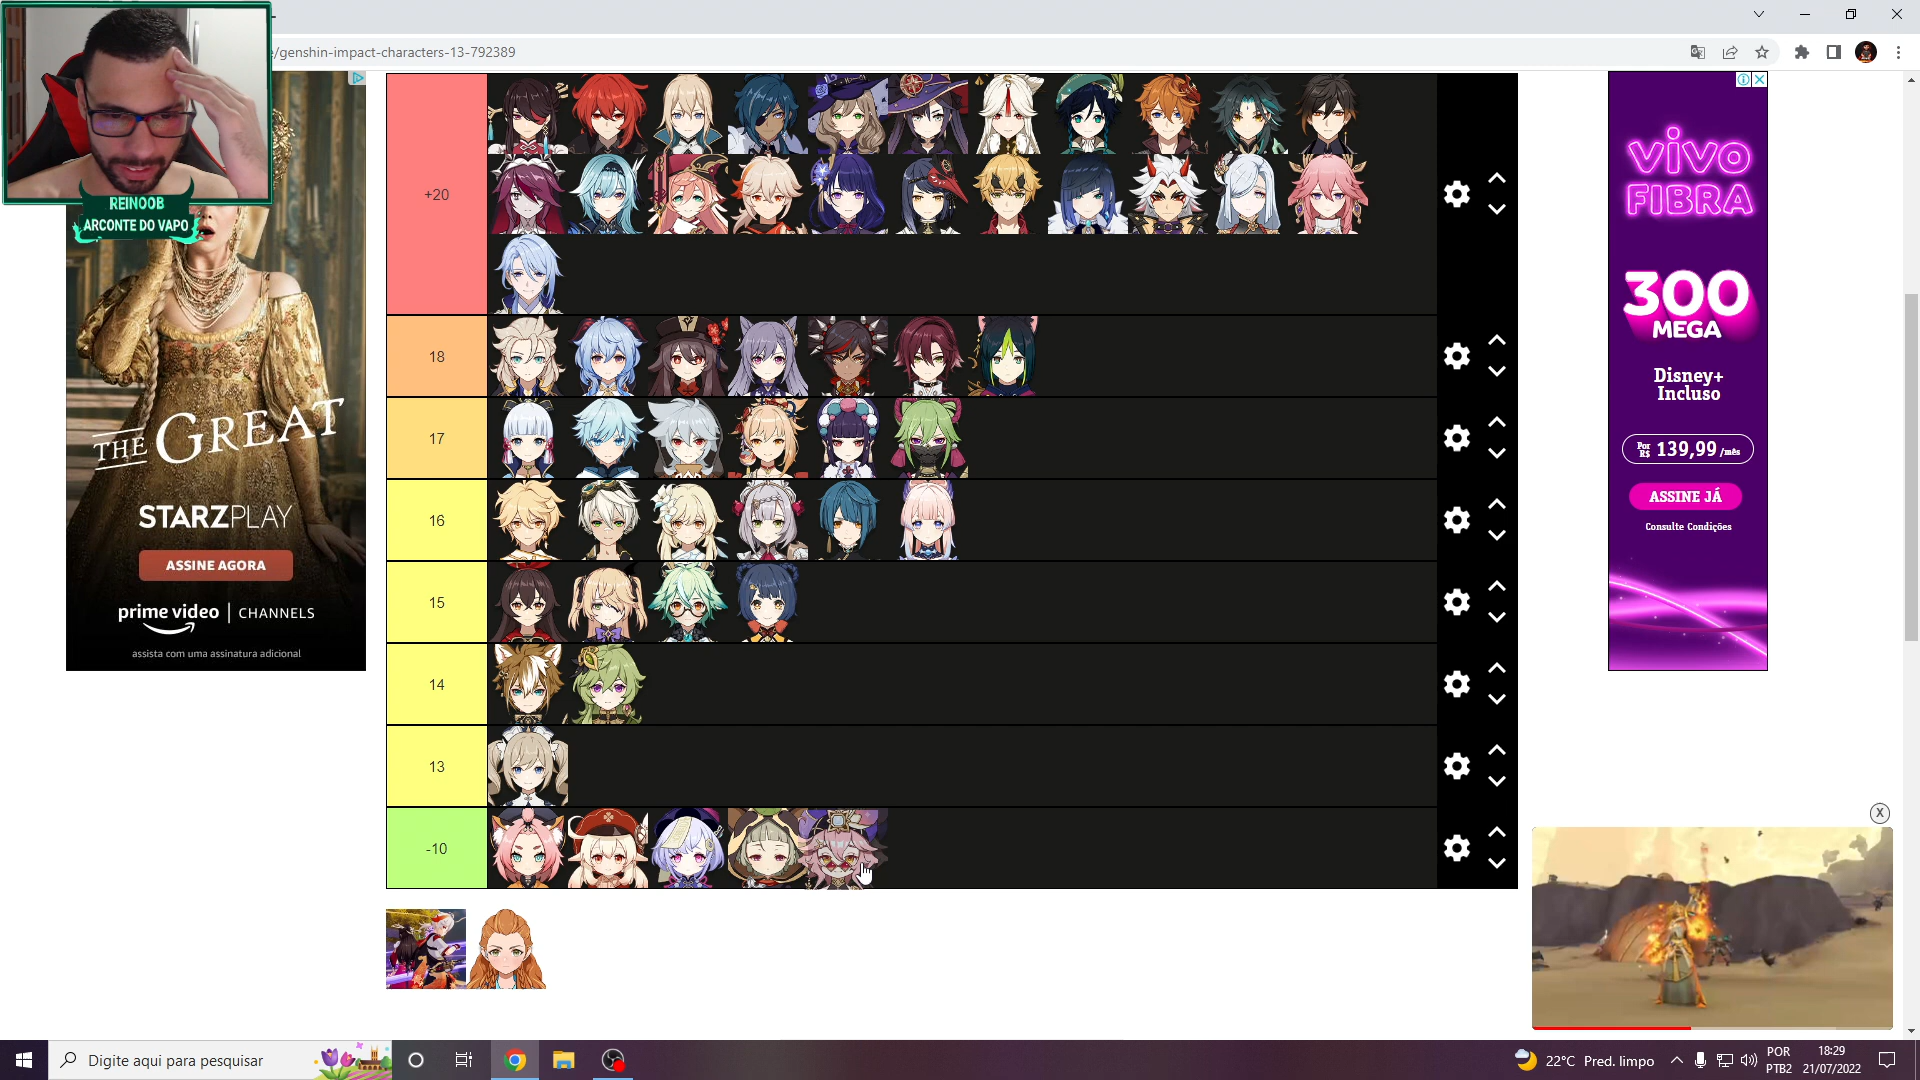 e/genshin-impact-characters-13-792389
REINOOB
ARCONTE DO VAPO
THE GREAT
STARZPLAY
ASSINE AGORA
prime video | CHANNELS
assista com uma assinatura adicional
+20
18
17
16
15
14
13
-10
vivo
FIBRA
300
MEGA
Disney+
Incluso
Por
R$ 139,99 /mês
ASSINE JÁ
Consulte Condições
X
Digite aqui para pesquisar
22°C Pred. limpo
POR
PTB2
18:29
21/07/2022